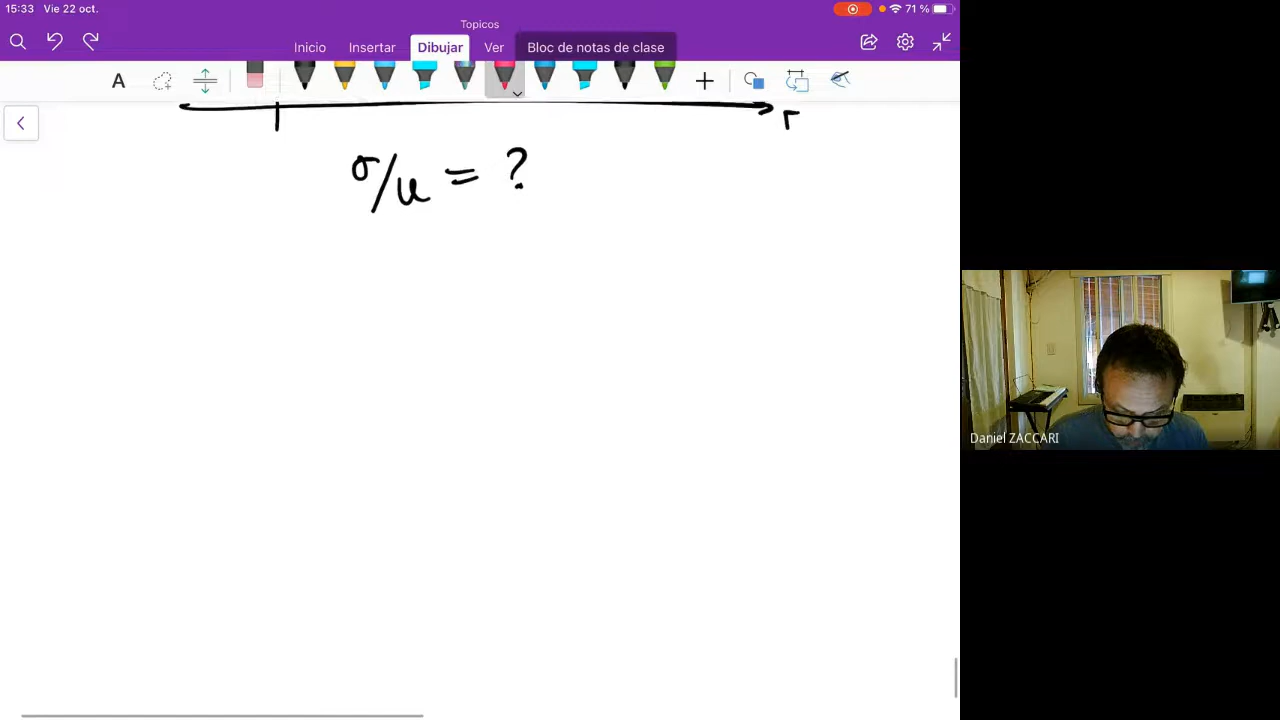 15:33 Vie 22 oct.
71 %
Topicos
Inicio Insertar Dibujar Ver Bloc de notas de clase
A
r
σ/u = ?
Daniel ZACCARI